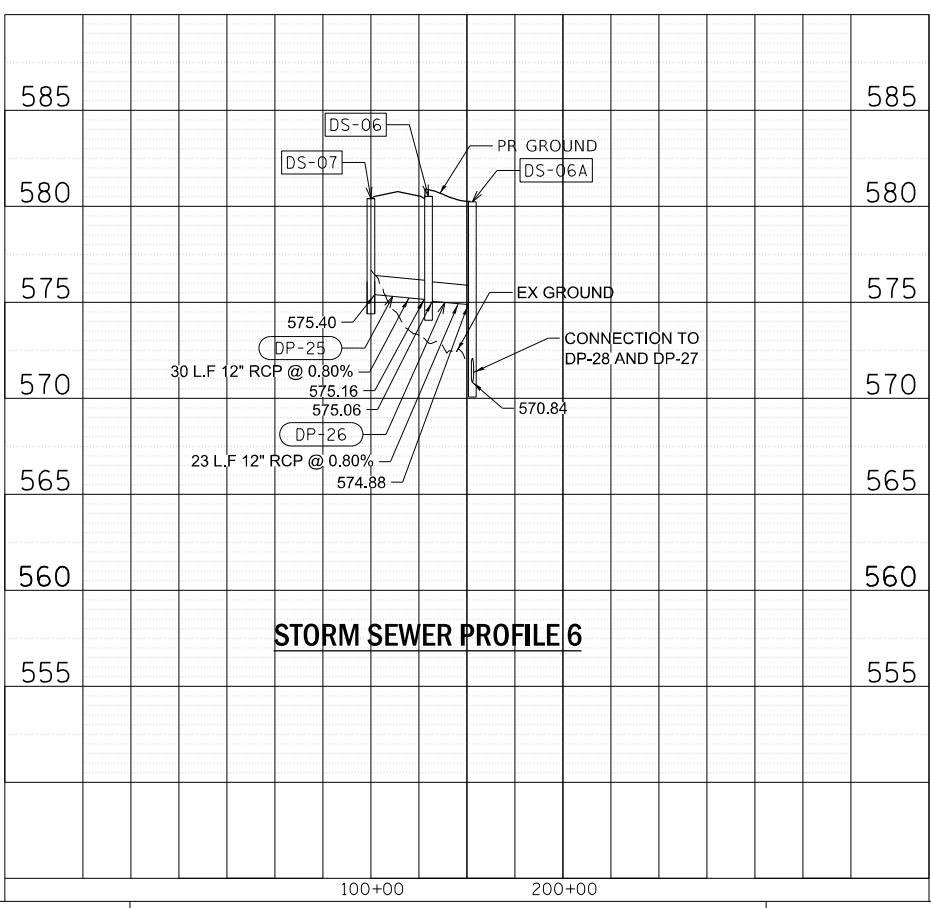 585 585
DS-06
PR GROUND
DS-07
DS-06A
580 580
575 575
EX GROUND
575.40
DP-25
CONNECTION TO
DP-28 AND DP-27
30 L.F 12" RCP @ 0.80%
570 570
575.16
575.06
570.84
DP-26
23 L.F 12" RCP @ 0.80%
574.88
565 565
560 560
STORM SEWER PROFILE 6
555 555
100+00 200+00